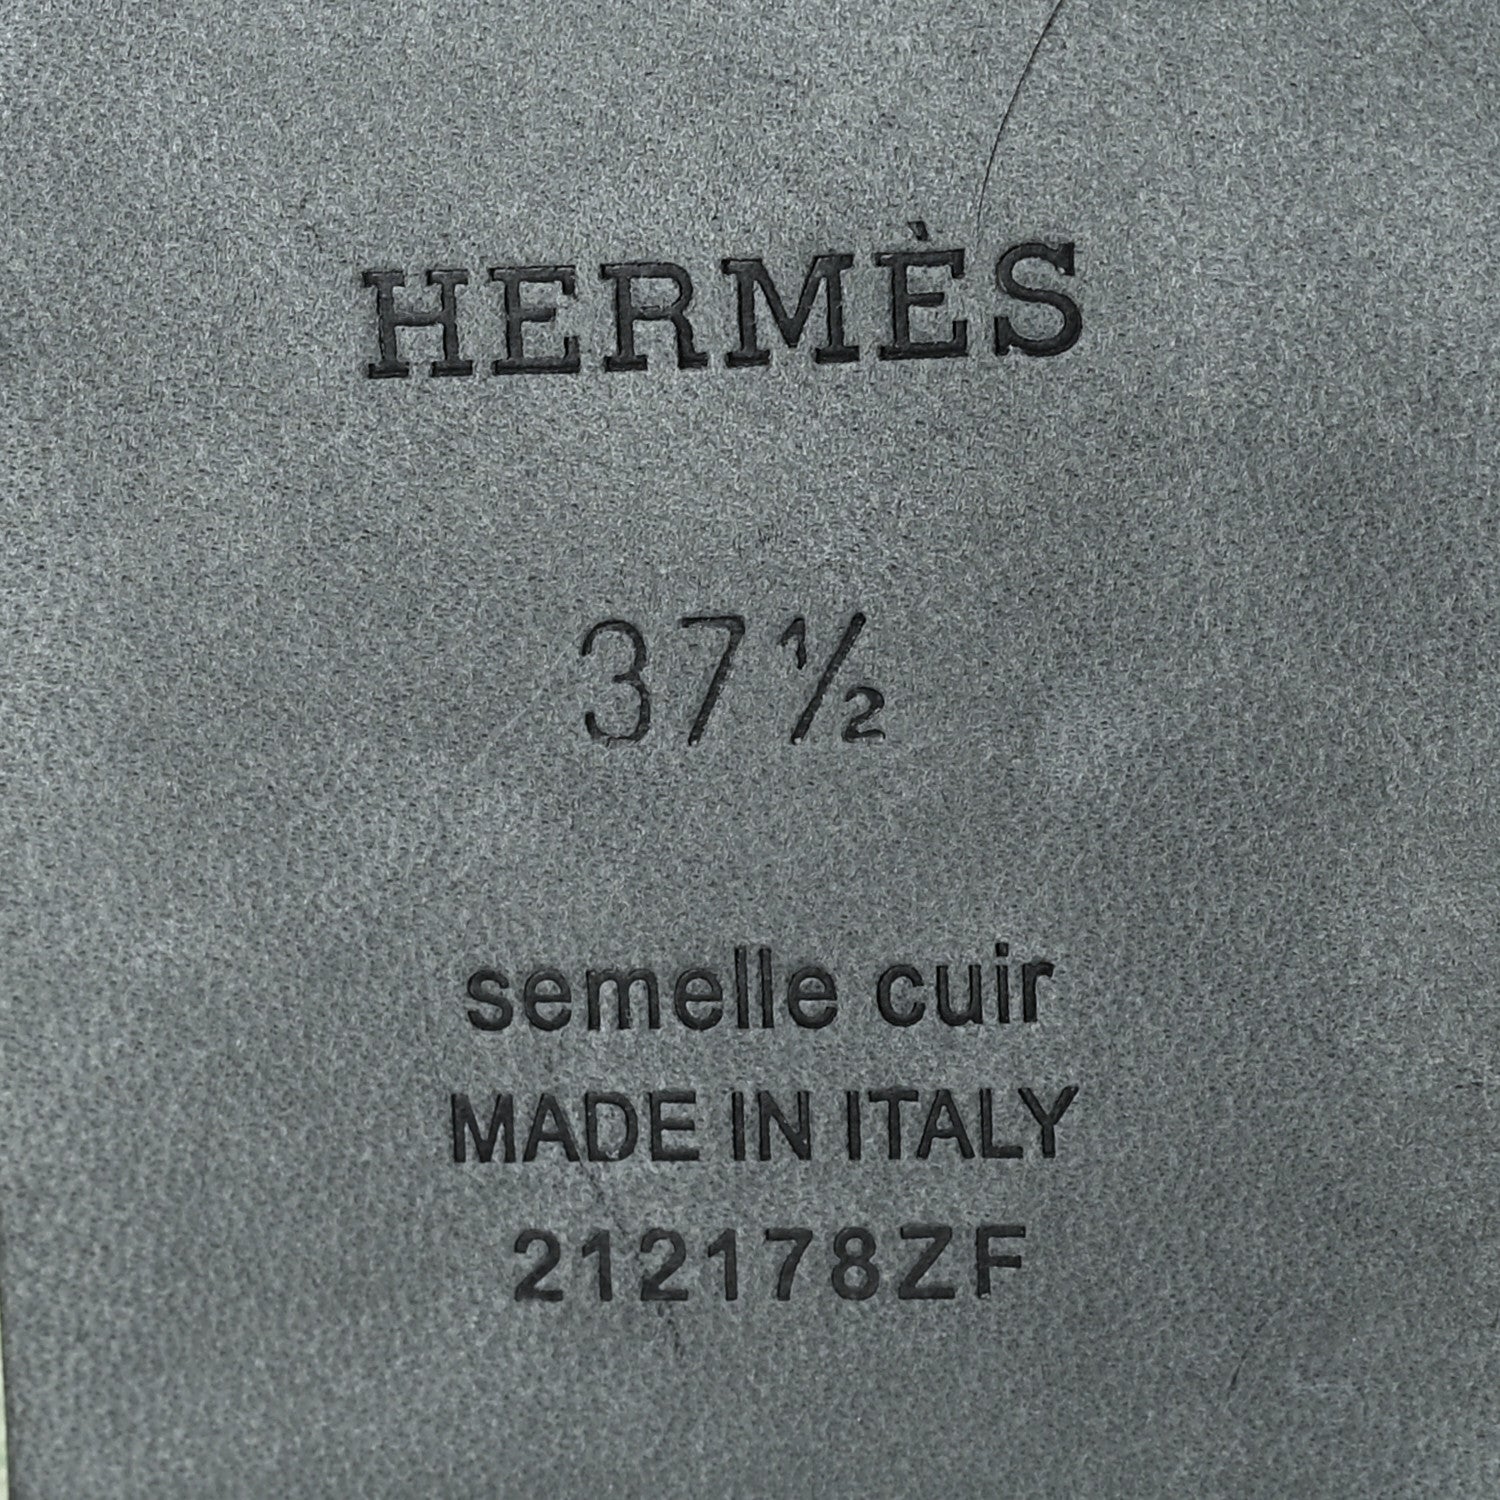 HERMÈS
37½
semelle cuir
MADE IN ITALY
212178ZF